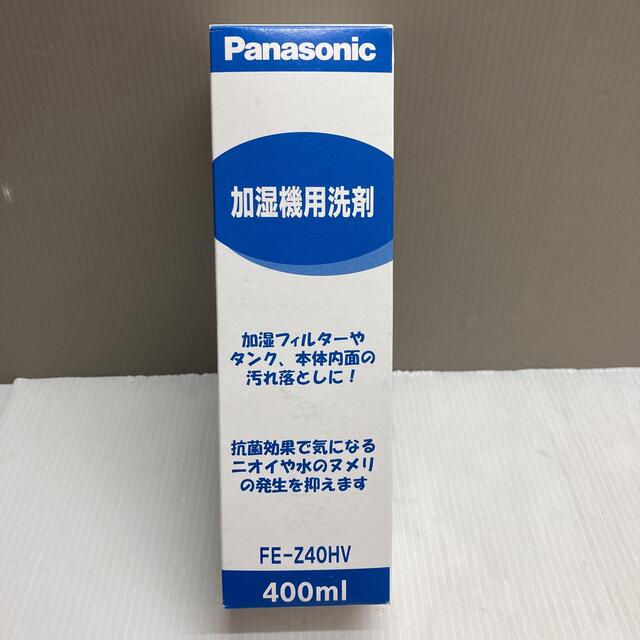 Panasonic
加湿機用洗剤
加湿フィルターや
タンク、本体内面の
汚れ落としに！
抗菌効果で気になる
ニオイや水のヌメリ
の発生を抑えます
FE-Z40HV
400ml